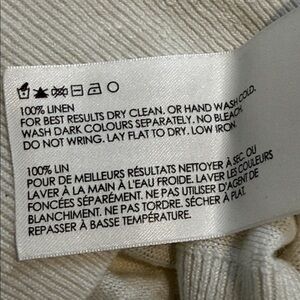 100% LINEN
FOR BEST RESULTS DRY CLEAN. OR HAND WASH COLD.
WASH DARK COLOURS SEPARATELY. NO BLEACH.
DO NOT WRING. LAY FLAT TO DRY. LOW IRON.
100% LIN
POUR DE MEILLEURS RÉSULTATS NETTOYER À SEC. OU
LAVER À LA MAIN À L'EAU FROIDE. LAVER LES COULEURS
FONCÉES SÉPARÉMENT. NE PAS UTILISER D'AGENT DE
BLANCHIMENT. NE PAS TORDRE. SÉCHER À PLAT.
REPASSER À BASSE TEMPÉRATURE.